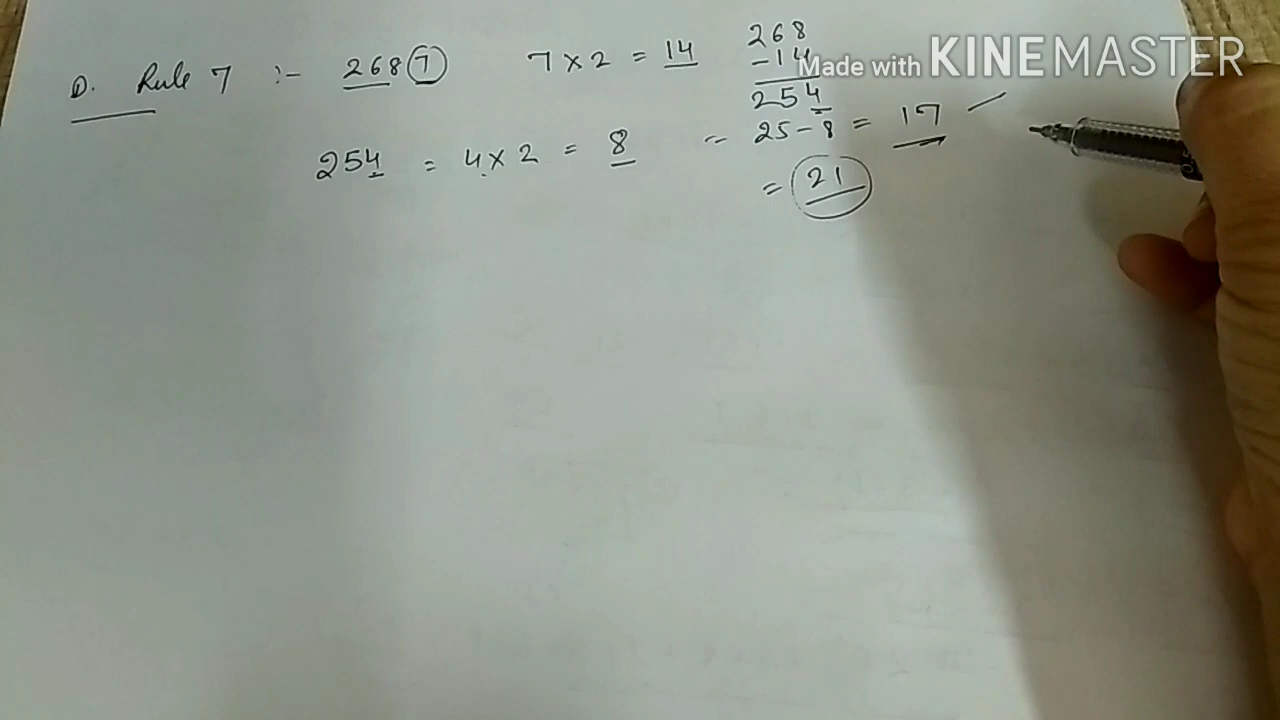 D. Rule 7 :- 2687 7 × 2 = 14
268
- 14
254
254 = 4 × 2 = 8 = 25 - 8 = 17
= 21
Made with KINEMASTER